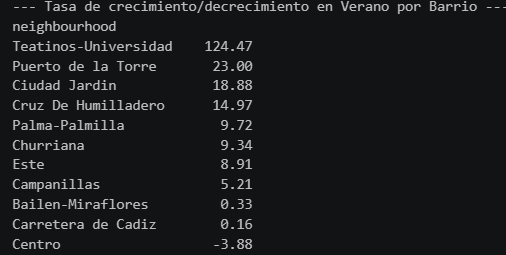 --- Tasa de crecimiento/decrecimiento en Verano por Barrio ---
neighbourhood
Teatinos-Universidad 124.47
Puerto de la Torre 23.00
Ciudad Jardin 18.88
Cruz De Humilladero 14.97
Palma-Palmilla 9.72
Churriana 9.34
Este 8.91
Campanillas 5.21
Bailen-Miraflores 0.33
Carretera de Cadiz 0.16
Centro -3.88